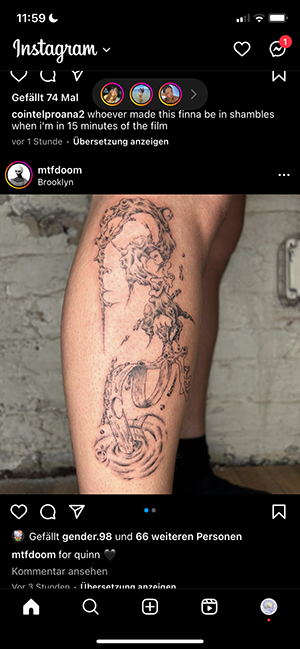 11:59
Instagram
1
Gefällt 74 Mal
cointelproana2 whoever made this finna be in shambles
when i'm in 15 minutes of the film
vor 1 Stunde • Übersetzung anzeigen
mtfdoom
Brooklyn
Gefällt gender.98 und 66 weiteren Personen
mtfdoom for quinn 🖤
Kommentar ansehen
Vor 3 Stunden • Übersetzung anzeigen